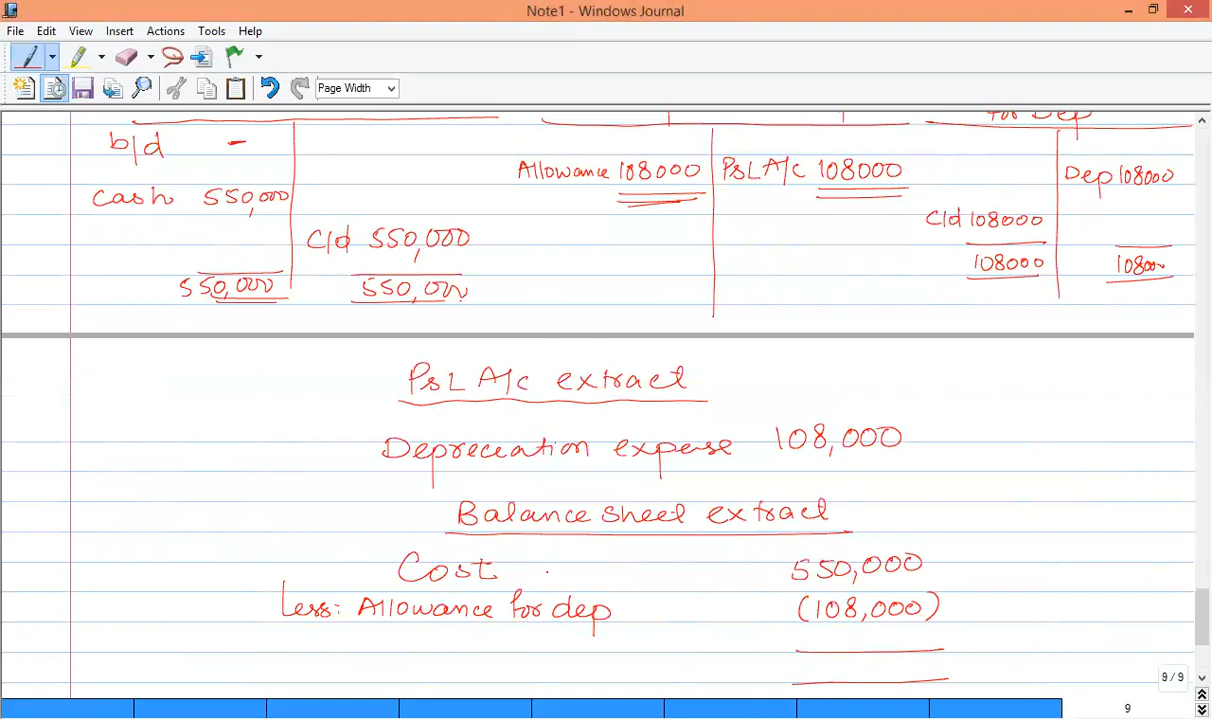 Note1 - Windows Journal
File Edit View Insert Actions Tools Help
Page Width
for Dep
b/d -
Allowance 108000 P&L A/c 108000 Dep 108000
Cash 550,000
C/d 108000
C/d 550,000
108000 108000
550,000 550,000
P&L A/c extract
Depreciation expense 108,000
Balance sheet extract
Cost 550,000
Less: Allowance for dep (108,000)
9 / 9
9